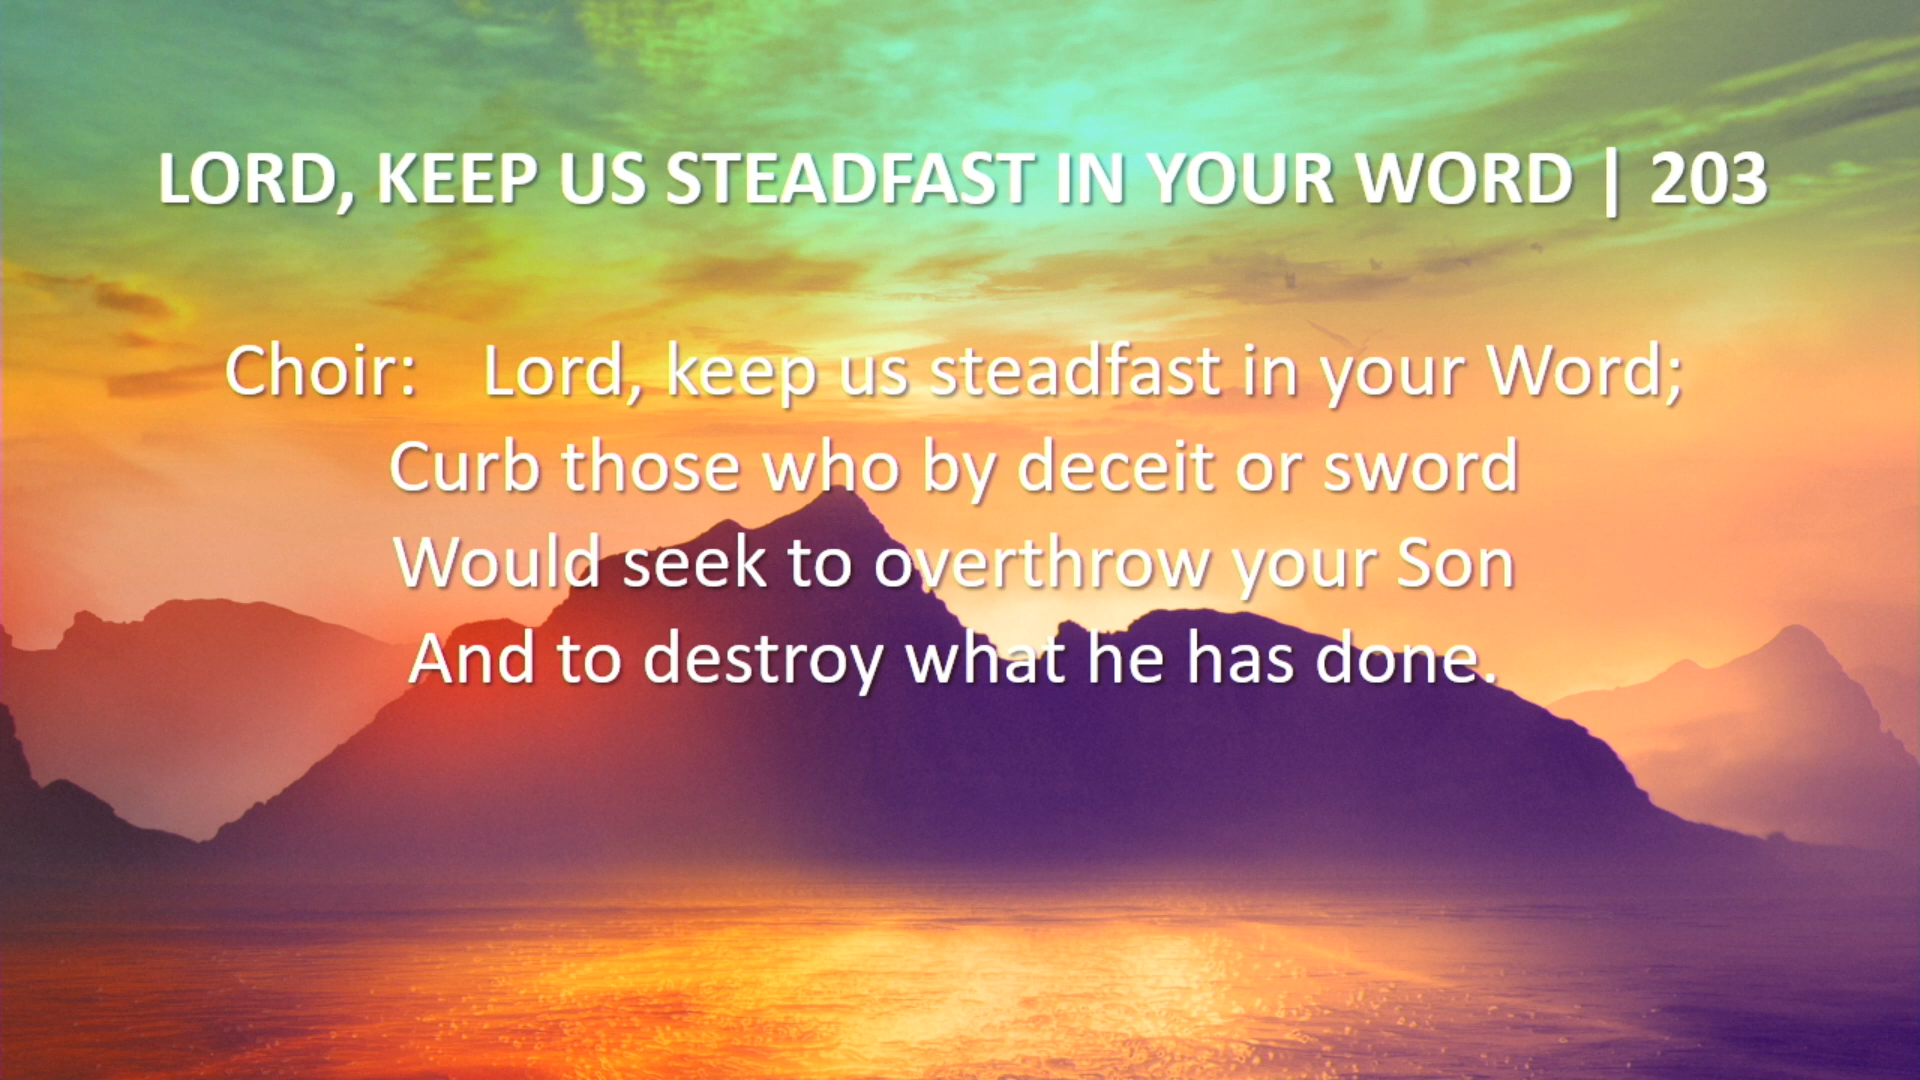 LORD, KEEP US STEADFAST IN YOUR WORD | 203
Choir: Lord, keep us steadfast in your Word;
Curb those who by deceit or sword
Would seek to overthrow your Son
And to destroy what he has done.